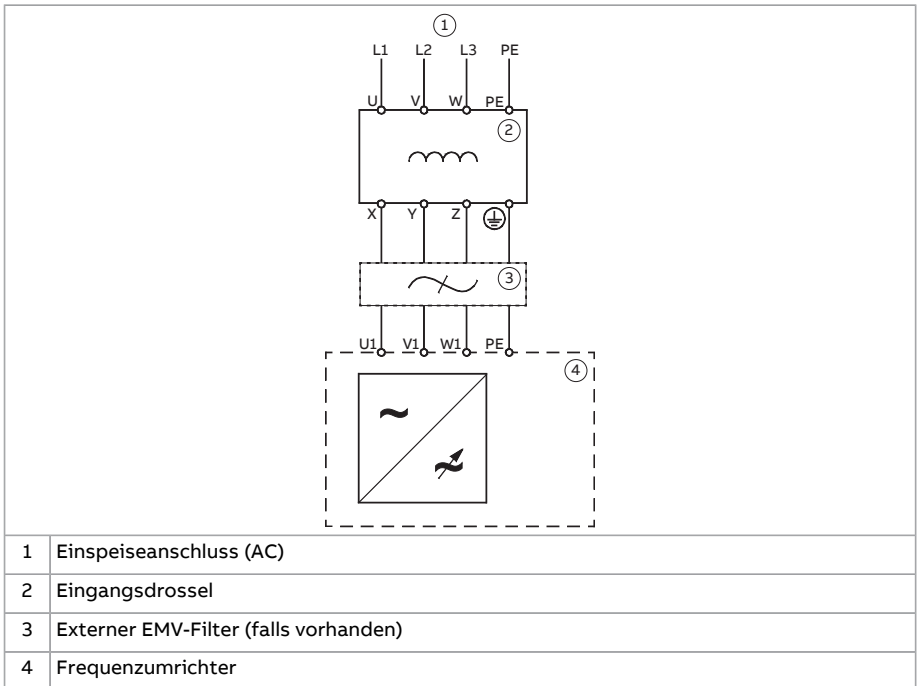 1
L1 L2 L3 PE
U V W PE
2
X Y Z
3
U1 V1 W1 PE
4
1 Einspeiseanschluss (AC)
2 Eingangsdrossel
3 Externer EMV-Filter (falls vorhanden)
4 Frequenzumrichter